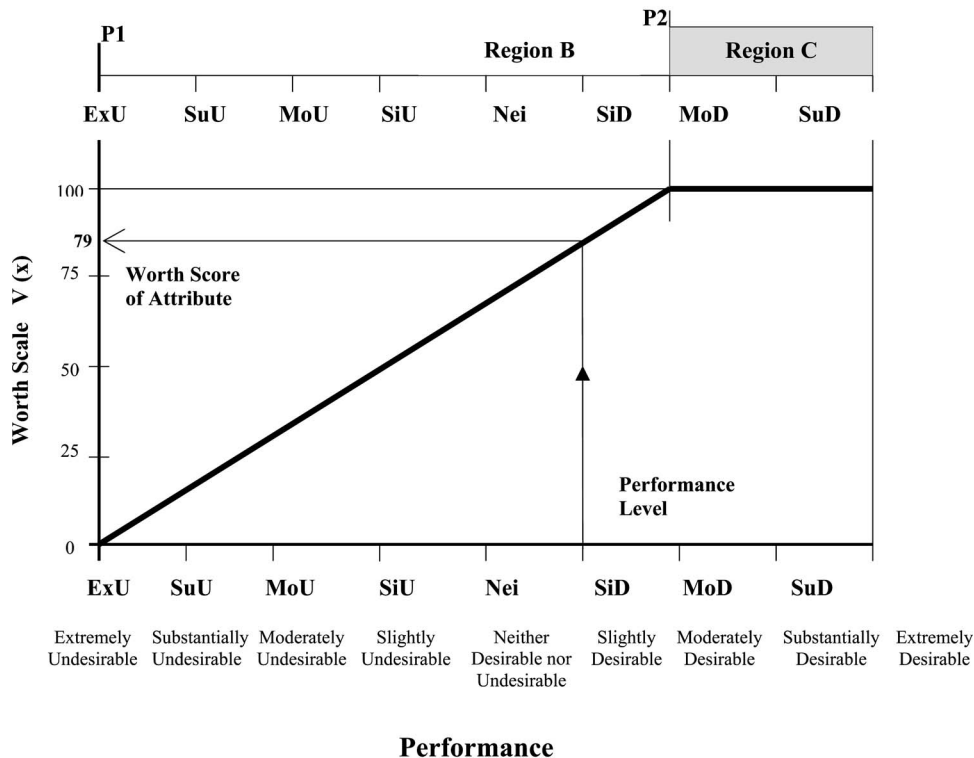 P1
P2
Region B
Region C
ExU SuU MoU SiU Nei SiD MoD SuD
100
79
75
50
25
0
Worth Scale V (x)
Worth Score
of Attribute
Performance
Level
ExU SuU MoU SiU Nei SiD MoD SuD
Extremely
Undesirable
Substantially
Undesirable
Moderately
Undesirable
Slightly
Undesirable
Neither
Desirable nor
Undesirable
Slightly
Desirable
Moderately
Desirable
Substantially
Desirable
Extremely
Desirable
Performance